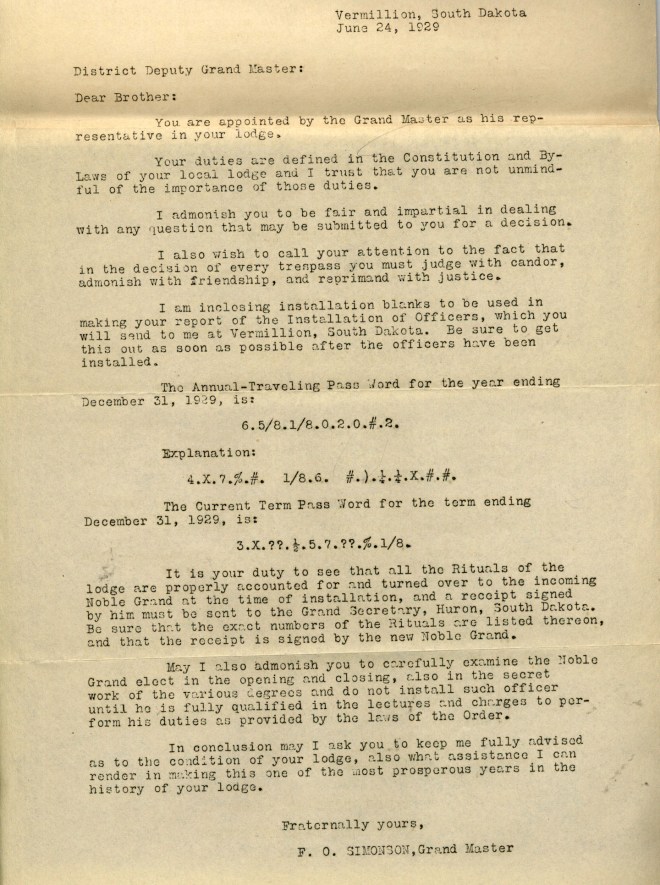 Vermillion, South Dakota
June 24, 1929
District Deputy Grand Master:
Dear Brother:
You are appointed by the Grand Master as his rep-
resentative in your lodge.
Your duties are defined in the Constitution and By-
Laws of your local lodge and I trust that you are not unmind-
ful of the importance of those duties.
I admonish you to be fair and impartial in dealing
with any question that may be submitted to you for a decision.
I also wish to call your attention to the fact that
in the decision of every trespass you must judge with candor,
admonish with friendship, and reprimand with justice.
I am inclosing installation blanks to be used in
making your report of the Installation of Officers, which you
will send to me at Vermillion, South Dakota. Be sure to get
this out as soon as possible after the officers have been
installed.
The Annual-Traveling Pass Word for the year ending
December 31, 1929, is:
6.5/8.1/8.0.2.0.#.2.
Explanation:
4.X.7.%.#. 1/8.6. #.).¼.¼.X.#.#.
The Current Term Pass Word for the term ending
December 31, 1929, is:
3.X.??.½.5.7.??.%.1/8.
It is your duty to see that all the Rituals of the
lodge are properly accounted for and turned over to the incoming
Noble Grand at the time of installation, and a receipt signed
by him must be sent to the Grand Secretary, Huron, South Dakota.
Be sure that the exact numbers of the Rituals are listed thereon,
and that the receipt is signed by the new Noble Grand.
May I also admonish you to carefully examine the Noble
Grand elect in the opening and closing, also in the secret
work of the various degrees and do not install such officer
until he is fully qualified in the lectures and charges to per-
form his duties as provided by the laws of the Order.
In conclusion may I ask you to keep me fully advised
as to the condition of your lodge, also what assistance I can
render in making this one of the most prosperous years in the
history of your lodge.
Fraternally yours,
F. O. SIMONSON,Grand Master